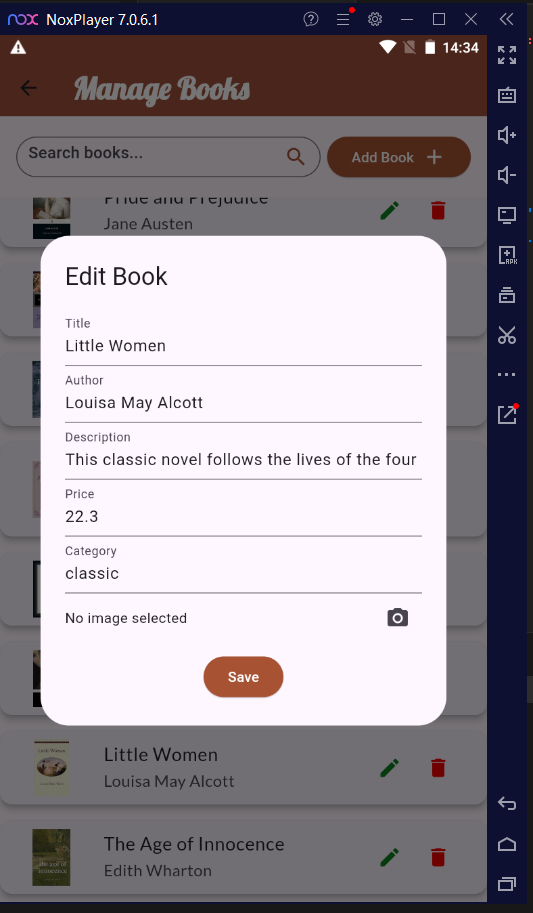 nox NoxPlayer 7.0.6.1
14:34
Manage Books
Search books...
Add Book
Pride and Prejudice
Jane Austen
Edit Book
Title
Little Women
Author
Louisa May Alcott
Description
This classic novel follows the lives of the four
Price
22.3
Category
classic
No image selected
Save
Little Women
Louisa May Alcott
The Age of Innocence
Edith Wharton
APK